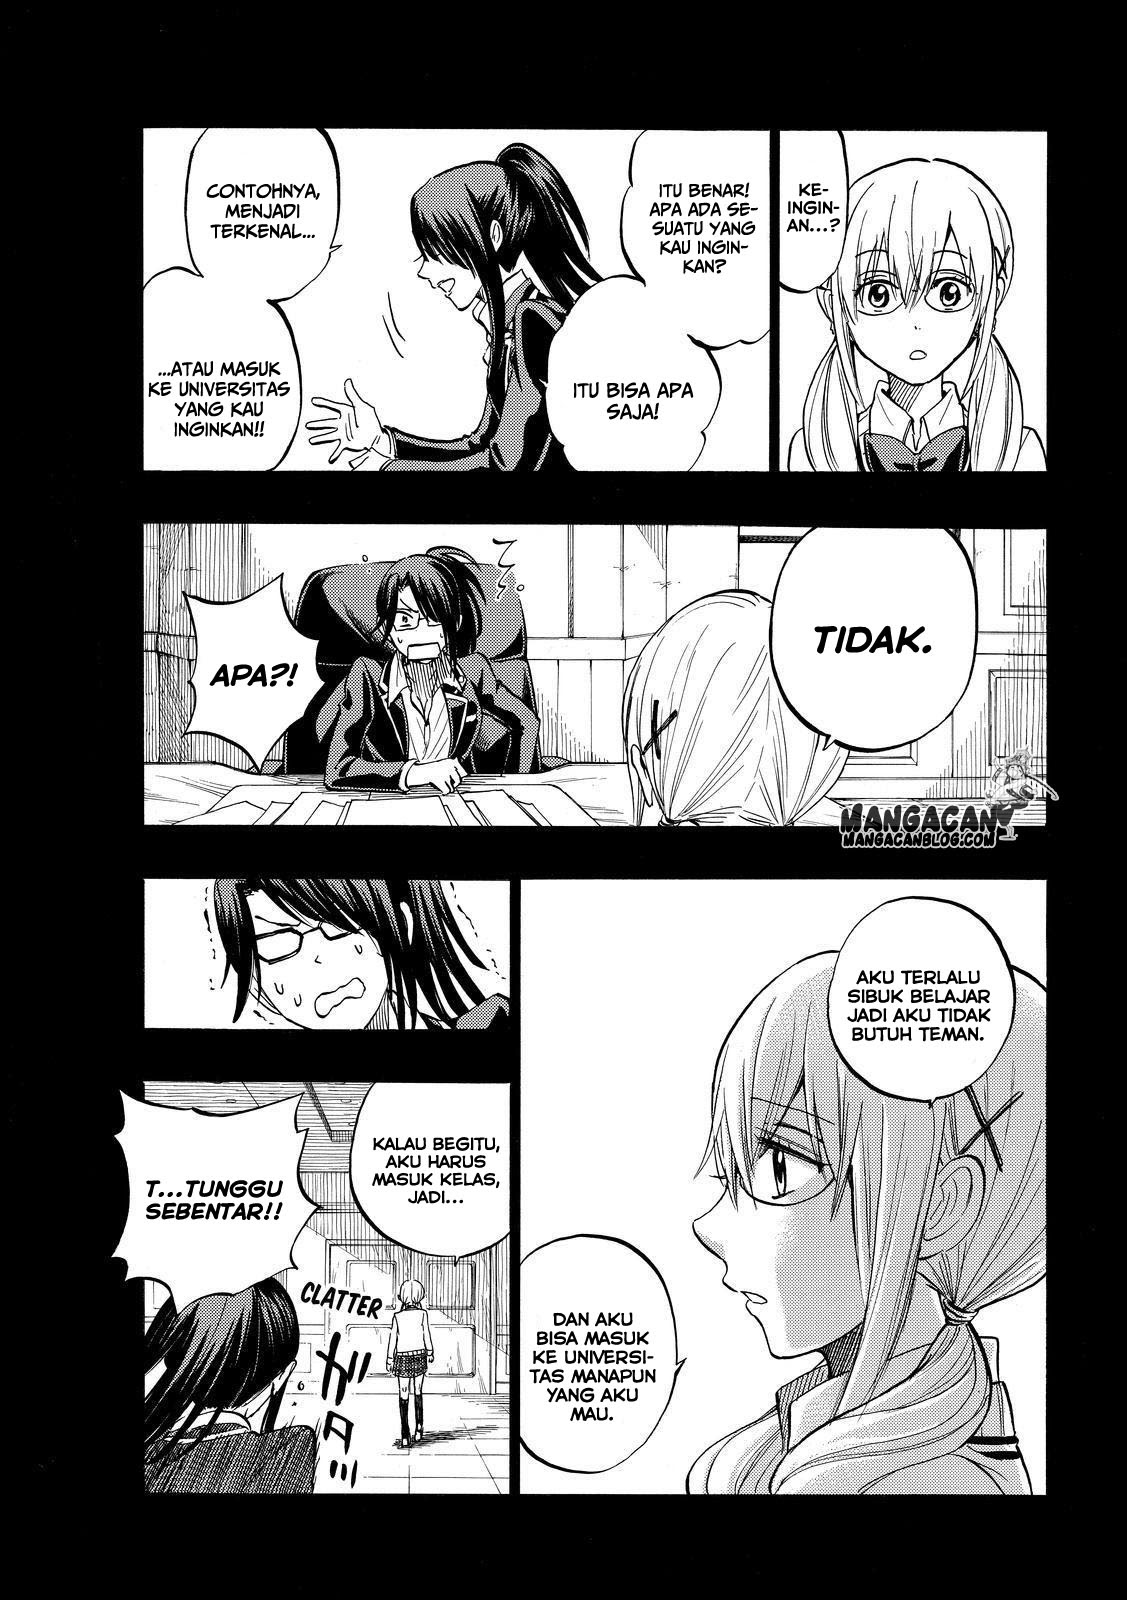 KE-
INGIN-
AN...?
ITU BENAR!
APA ADA SE-
SUATU YANG
KAU INGIN-
KAN?
ITU BISA APA
SAJA!
CONTOHNYA,
MENJADI
TERKENAL...
...ATAU MASUK
KE UNIVERSITAS
YANG KAU
INGINKAN!!
TIDAK.
APA?!
MANGACAN
MANGACANBLOG.COM
AKU TERLALU
SIBUK BELAJAR
JADI AKU TIDAK
BUTUH TEMAN.
DAN AKU
BISA MASUK
KE UNIVERSI-
TAS MANAPUN
YANG AKU
MAU.
KALAU BEGITU,
AKU HARUS
MASUK KELAS,
JADI...
T...TUNGGU
SEBENTAR!!
CLATTER
ガタッ